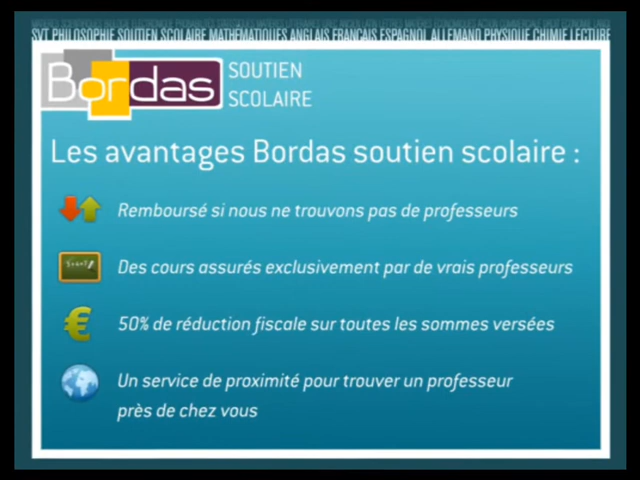 SVT PHILOSOPHIE SOUTIEN SCOLAIRE MATHÉMATIQUES ANGLAIS FRANÇAIS ESPAGNOL ALLEMAND PHYSIQUE CHIMIE LECTURE
Bordas SOUTIEN
SCOLAIRE
Les avantages Bordas soutien scolaire :
Remboursé si nous ne trouvons pas de professeurs
Des cours assurés exclusivement par de vrais professeurs
€ 50% de réduction fiscale sur toutes les sommes versées
Un service de proximité pour trouver un professeur
près de chez vous